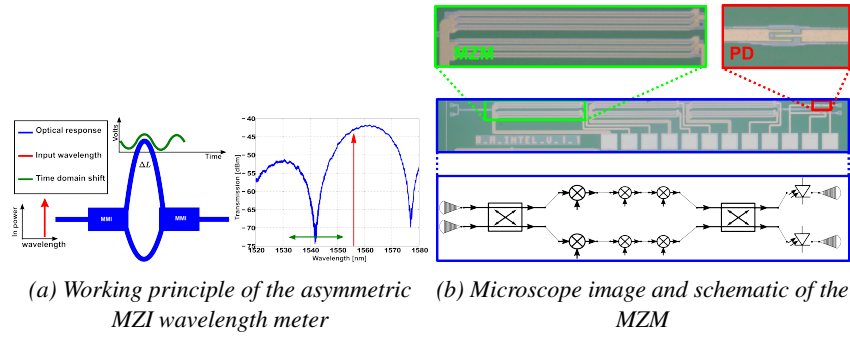 MZM
PD
Optical response
Input wavelength
Time domain shift
Volts
Time
ΔL
MMI
MMI
In power
wavelength
Transmission [dBm]
−40
−45
−50
−55
−60
−65
−70
−75
1520
1530
1540
1550
1560
1570
1580
Wavelength [nm]
(a) Working principle of the asymmetric
MZI wavelength meter
(b) Microscope image and schematic of the
MZM